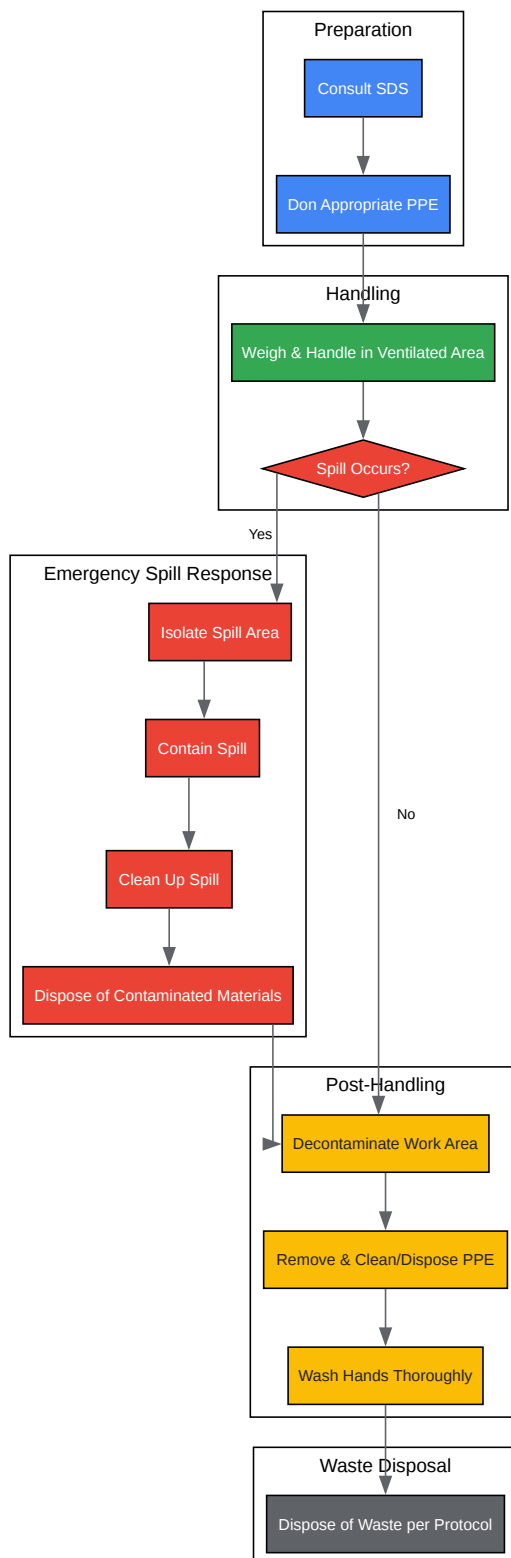 Preparation
Consult SDS
Don Appropriate PPE
Handling
Weigh & Handle in Ventilated Area
Spill Occurs?
Yes
Emergency Spill Response
Isolate Spill Area
Contain Spill
No
Clean Up Spill
Dispose of Contaminated Materials
Post-Handling
Decontaminate Work Area
Remove & Clean/Dispose PPE
Wash Hands Thoroughly
Waste Disposal
Dispose of Waste per Protocol